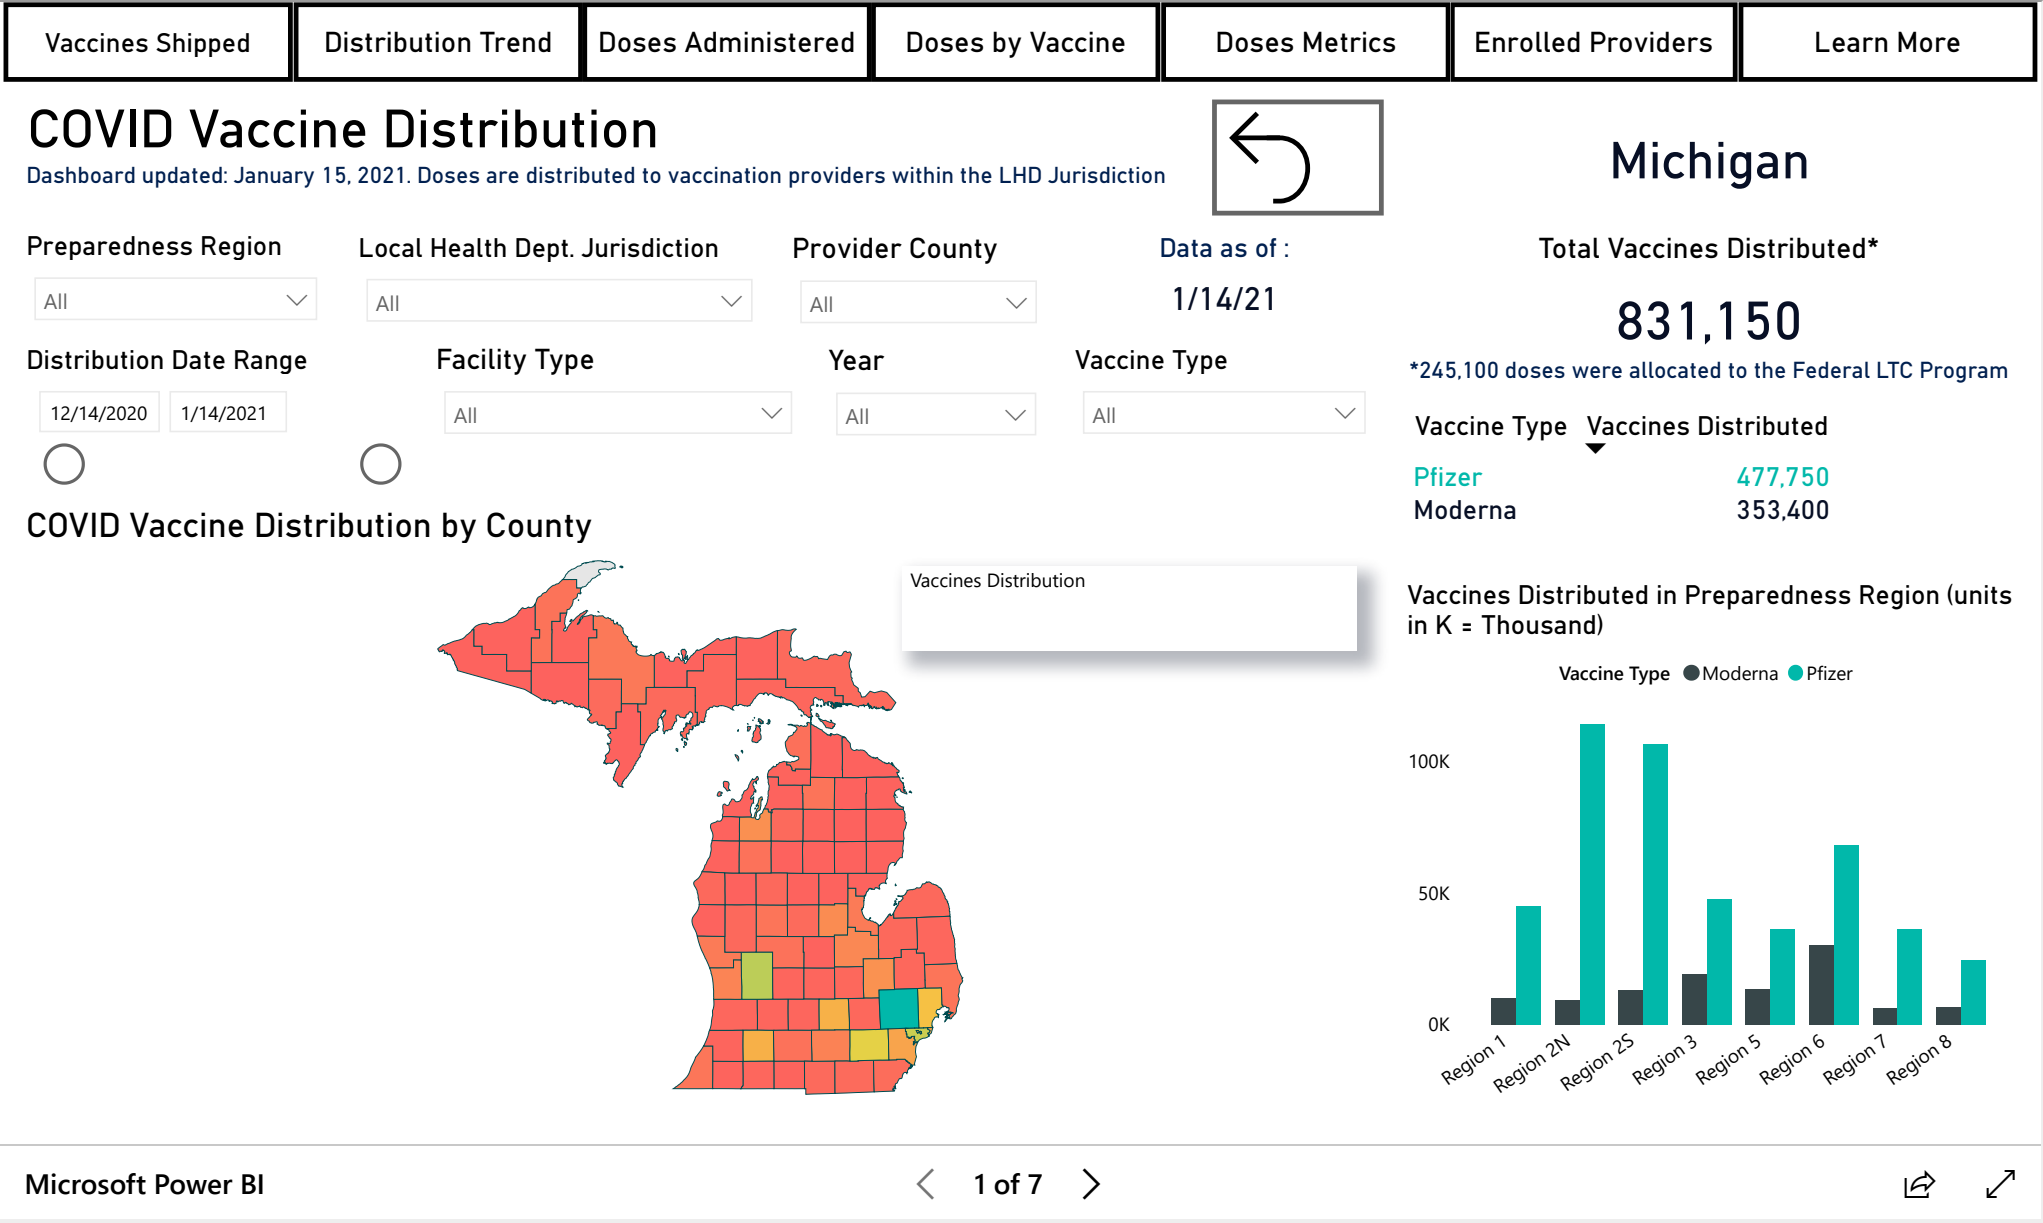 Vaccines Shipped
Distribution Trend
Doses Administered
Doses by Vaccine
Doses Metrics
Enrolled Providers
Learn More
COVID Vaccine Distribution
Dashboard updated: January 15, 2021. Doses are distributed to vaccination providers within the LHD Jurisdiction
Michigan
Preparedness Region
All
Local Health Dept. Jurisdiction
All
Provider County
All
Data as of :
1/14/21
Total Vaccines Distributed*
831,150
*245,100 doses were allocated to the Federal LTC Program
Distribution Date Range
12/14/2020
1/14/2021
Facility Type
All
Year
All
Vaccine Type
All
Vaccine Type Vaccines Distributed
Pfizer 477,750
Moderna 353,400
COVID Vaccine Distribution by County
Vaccines Distribution
Vaccines Distributed in Preparedness Region (units
in K = Thousand)
Vaccine Type Moderna Pfizer
100K
50K
0K
Region 1
Region 2N
Region 2S
Region 3
Region 5
Region 6
Region 7
Region 8
Microsoft Power BI
1 of 7